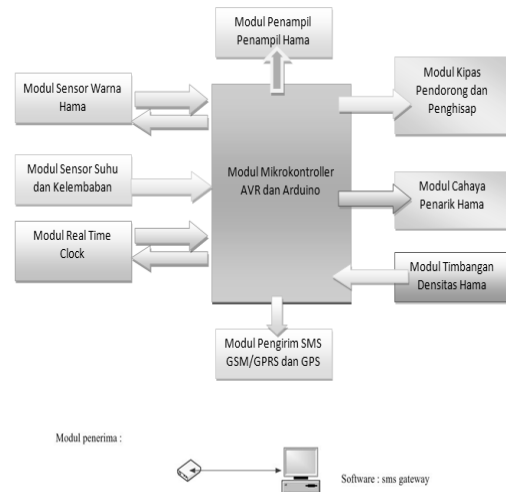 Modul Penampil
Penampil Hama
Modul Sensor Warna
Hama
Modul Kipas
Pendorong dan
Penghisap
Modul Sensor Suhu
dan Kelembaban
Modul Mikrokontroller
AVR dan Arduino
Modul Cahaya
Penarik Hama
Modul Real Time
Clock
Modul Timbangan
Densitas Hama
Modul Pengirim SMS
GSM/GPRS dan GPS
Modul penerima :
Software : sms gateway